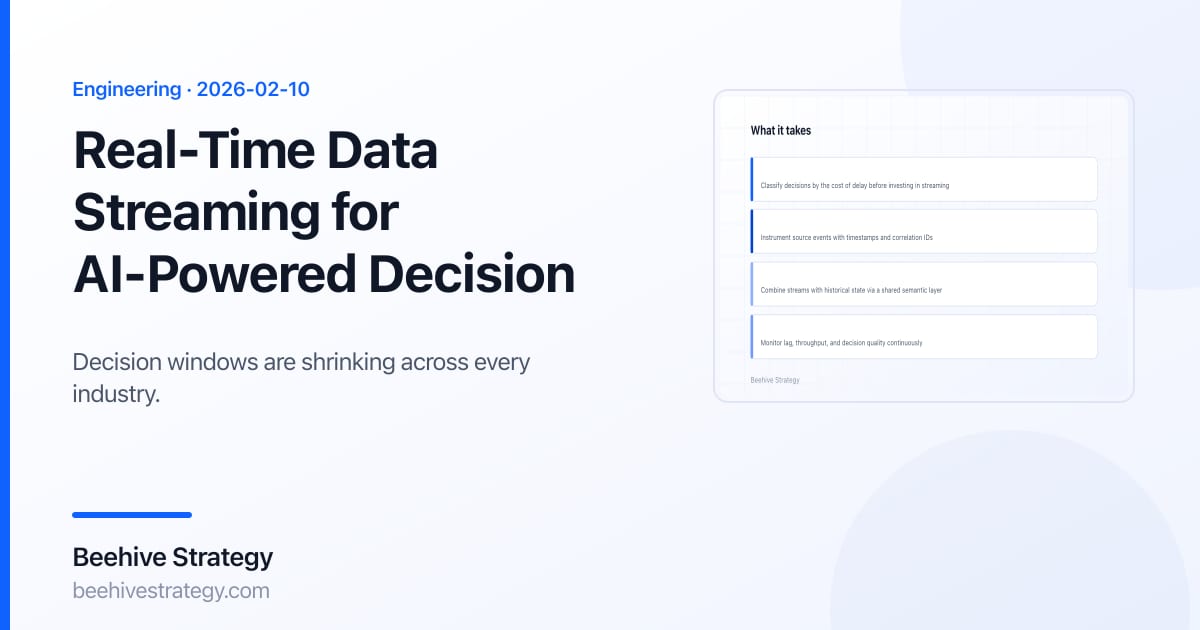 Engineering · 2026-02-10
Real-Time Data
Streaming for
AI-Powered Decision
Decision windows are shrinking across every
industry.
Beehive Strategy
beehivestrategy.com
What it takes
Classify decisions by the cost of delay before investing in streaming
Instrument source events with timestamps and correlation IDs
Combine streams with historical state via a shared semantic layer
Monitor lag, throughput, and decision quality continuously
Beehive Strategy